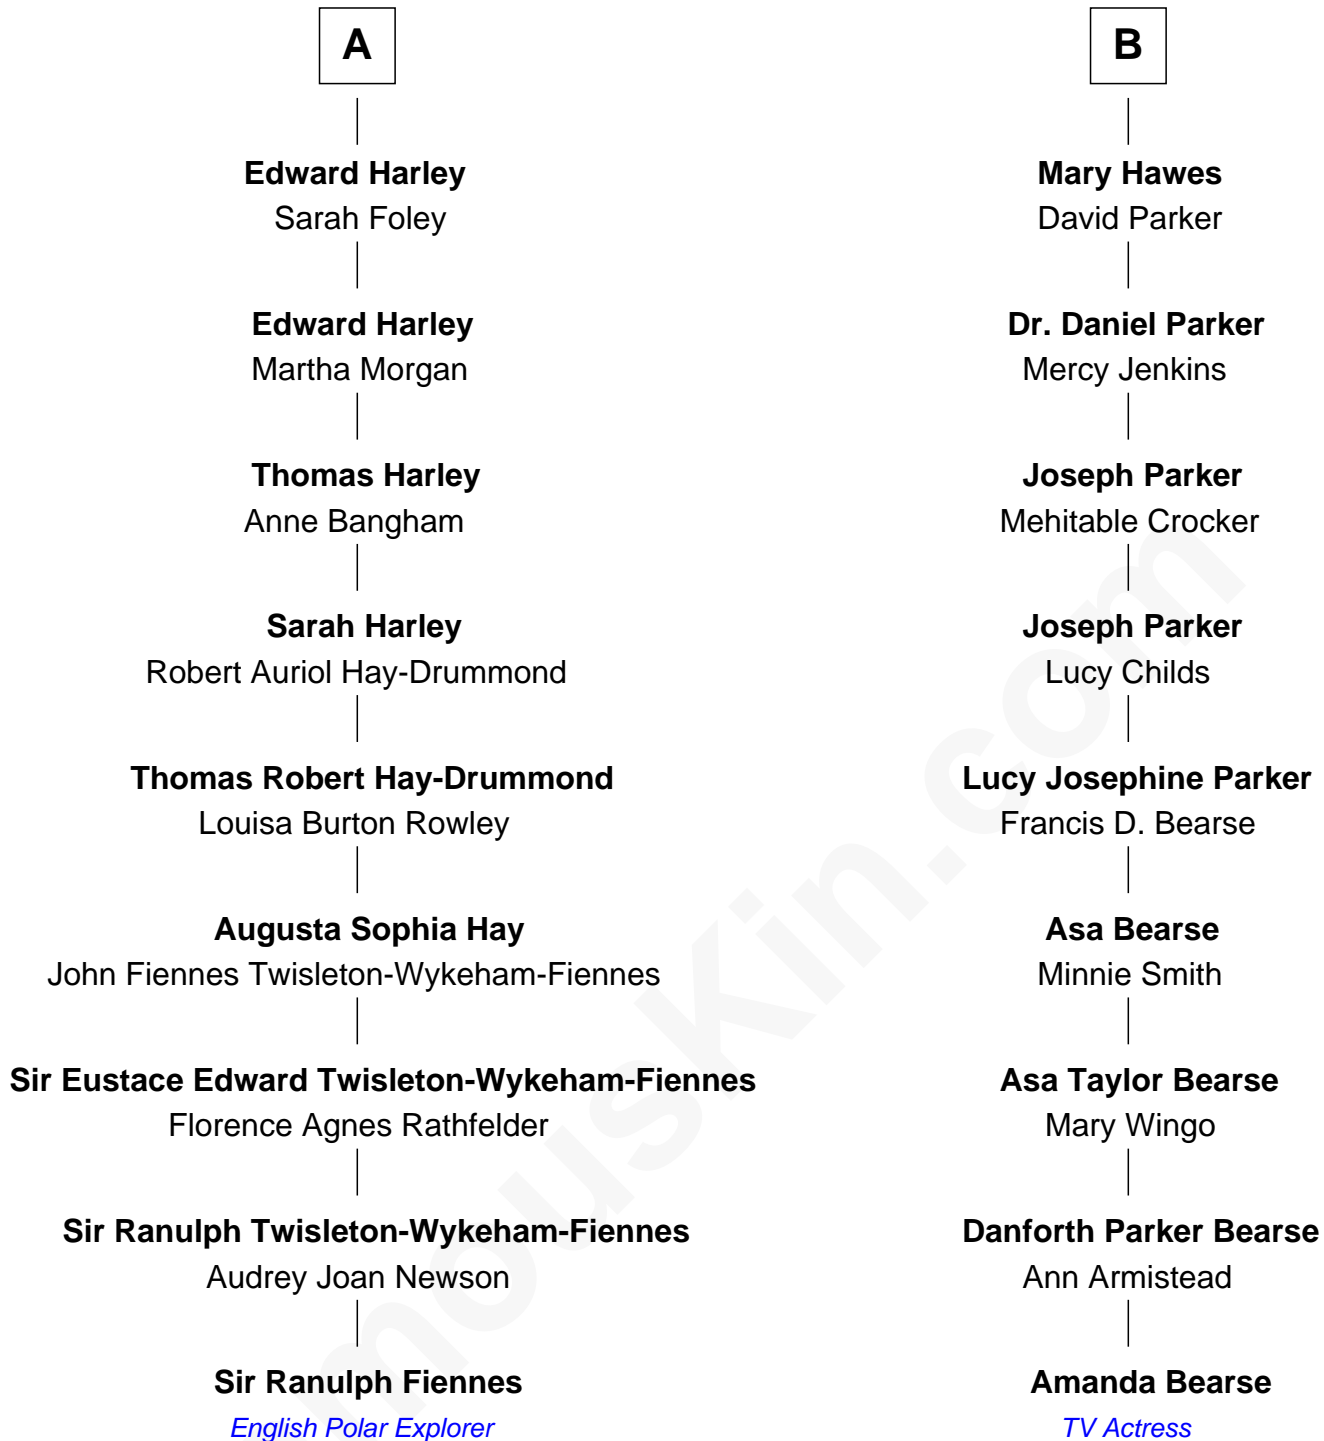 A
Edward Harley
Sarah Foley
Edward Harley
Martha Morgan
Thomas Harley
Anne Bangham
Sarah Harley
Robert Auriol Hay-Drummond
Thomas Robert Hay-Drummond
Louisa Burton Rowley
Augusta Sophia Hay
John Fiennes Twisleton-Wykeham-Fiennes
Sir Eustace Edward Twisleton-Wykeham-Fiennes
Florence Agnes Rathfelder
Sir Ranulph Twisleton-Wykeham-Fiennes
Audrey Joan Newson
Sir Ranulph Fiennes
English Polar Explorer
B
Mary Hawes
David Parker
Dr. Daniel Parker
Mercy Jenkins
Joseph Parker
Mehitable Crocker
Joseph Parker
Lucy Childs
Lucy Josephine Parker
Francis D. Bearse
Asa Bearse
Minnie Smith
Asa Taylor Bearse
Mary Wingo
Danforth Parker Bearse
Ann Armistead
Amanda Bearse
TV Actress
mousKin.com